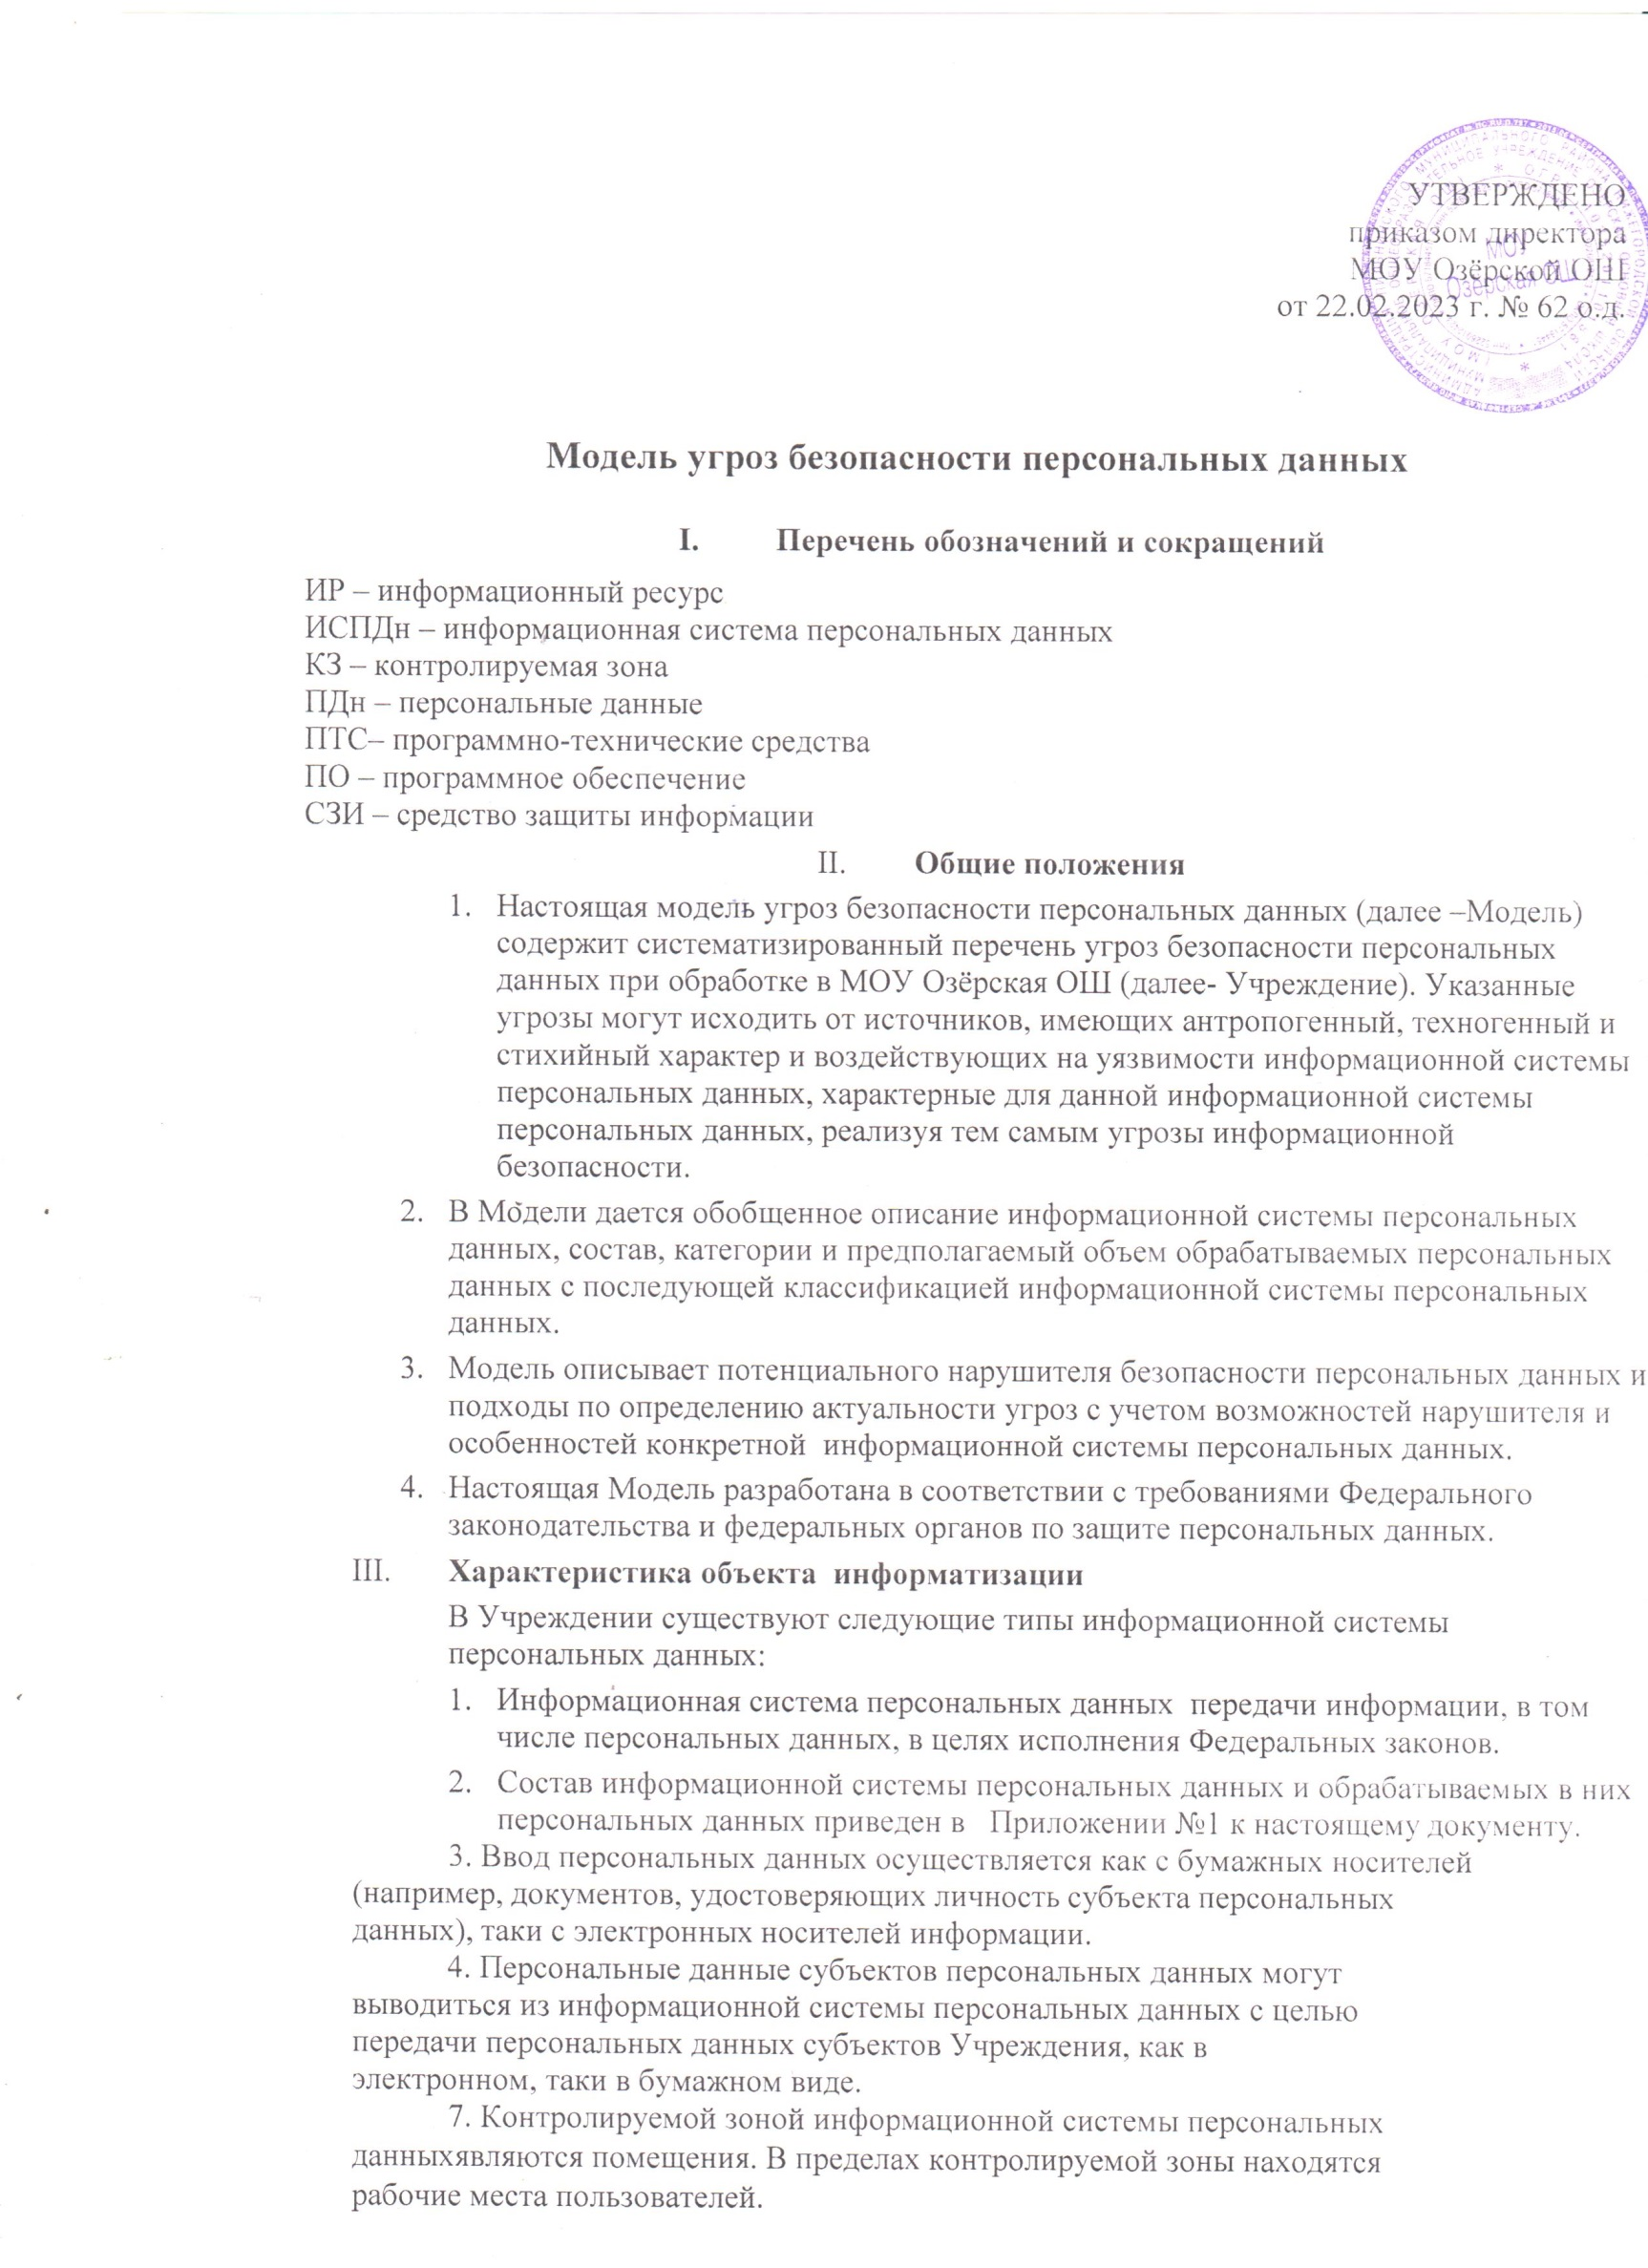 УТВЕРЖДЕНО
приказом директора
МОУ Озёрской ОШ
от 22.02.2023 г. № 62 о.д.
МОУ
Озёрская ОШ
Модель угроз безопасности персональных данных
I. Перечень обозначений и сокращений
ИР – информационный ресурс
ИСПДн – информационная система персональных данных
КЗ – контролируемая зона
ПДн – персональные данные
ПТС– программно-технические средства
ПО – программное обеспечение
СЗИ – средство защиты информации
II. Общие положения
1. Настоящая модель угроз безопасности персональных данных (далее –Модель)
содержит систематизированный перечень угроз безопасности персональных
данных при обработке в МОУ Озёрская ОШ (далее- Учреждение). Указанные
угрозы могут исходить от источников, имеющих антропогенный, техногенный и
стихийный характер и воздействующих на уязвимости информационной системы
персональных данных, характерные для данной информационной системы
персональных данных, реализуя тем самым угрозы информационной
безопасности.
2. В Модели дается обобщенное описание информационной системы персональных
данных, состав, категории и предполагаемый объем обрабатываемых персональных
данных с последующей классификацией информационной системы персональных
данных.
3. Модель описывает потенциального нарушителя безопасности персональных данных и
подходы по определению актуальности угроз с учетом возможностей нарушителя и
особенностей конкретной информационной системы персональных данных.
4. Настоящая Модель разработана в соответствии с требованиями Федерального
законодательства и федеральных органов по защите персональных данных.
III. Характеристика объекта информатизации
В Учреждении существуют следующие типы информационной системы
персональных данных:
1. Информационная система персональных данных передачи информации, в том
числе персональных данных, в целях исполнения Федеральных законов.
2. Состав информационной системы персональных данных и обрабатываемых в них
персональных данных приведен в Приложении №1 к настоящему документу.
3. Ввод персональных данных осуществляется как с бумажных носителей
(например, документов, удостоверяющих личность субъекта персональных
данных), таки с электронных носителей информации.
4. Персональные данные субъектов персональных данных могут
выводиться из информационной системы персональных данных с целью
передачи персональных данных субъектов Учреждения, как в
электронном, таки в бумажном виде.
7. Контролируемой зоной информационной системы персональных
данныхявляются помещения. В пределах контролируемой зоны находятся
рабочие места пользователей.